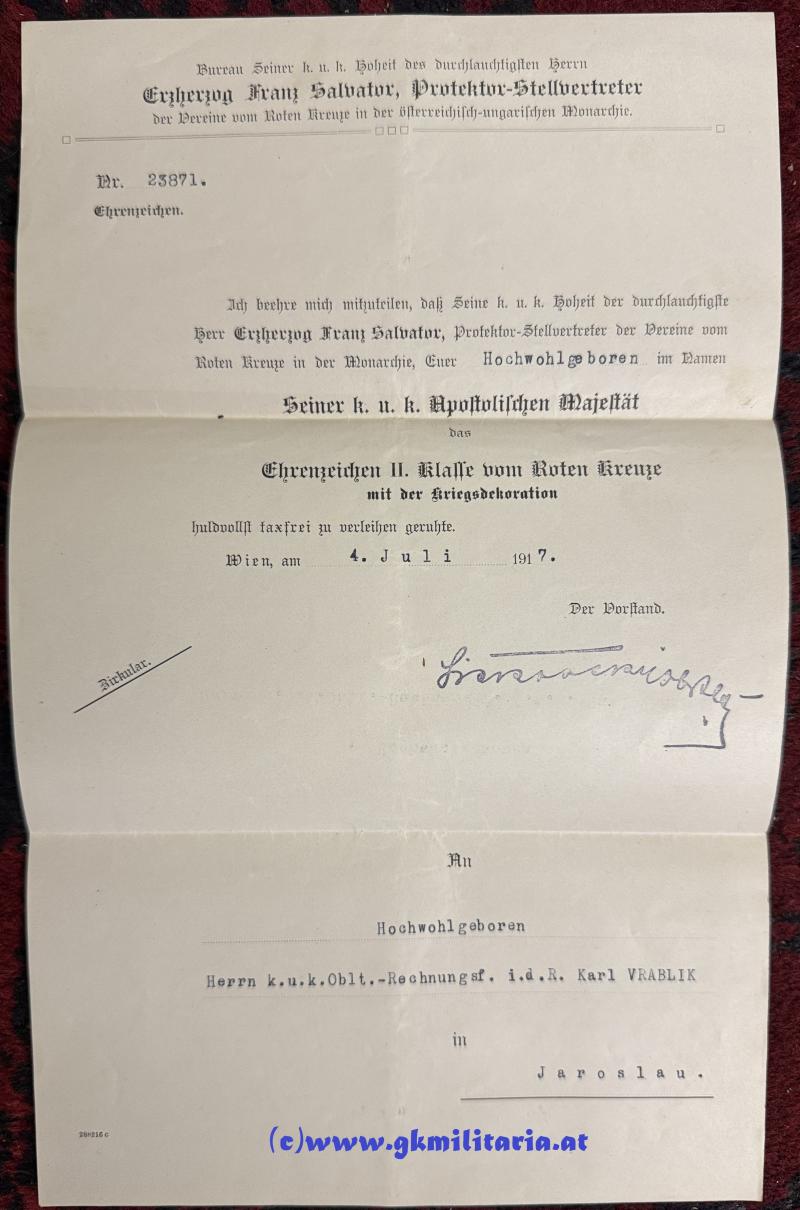 Bureau Seiner k. u. k. Hoheit des durchlauchtigsten Herrn
Erzherzog Franz Salvator, Protektor-Stellvertreter
der Vereine vom Roten Kreuze in der österreichisch-ungarischen Monarchie.
Nr. 23871.
Ehrenzeichen.
Ich beehre mich mitzuteilen, daß Seine k. u. k. Hoheit der durchlauchtigste
Herr Erzherzog Franz Salvator, Protektor-Stellvertreter der Vereine vom
Roten Kreuze in der Monarchie, Euer Hochwohlgeboren im Namen
Seiner k. u. k. Apostolischen Majestät
das
Ehrenzeichen II. Klasse vom Roten Kreuze
mit der Kriegsdekoration
huldvollst taxfrei zu verleihen geruhte.
Wien, am 4. Juli 1917.
Der Vorstand.
Zirkular.
An
Hochwohlgeboren
Herrn k.u.k.Oblt.-Rechnungsf. i.d.R. Karl VRABLIK
in
Jaroslau.
(c)www.gkmilitaria.at